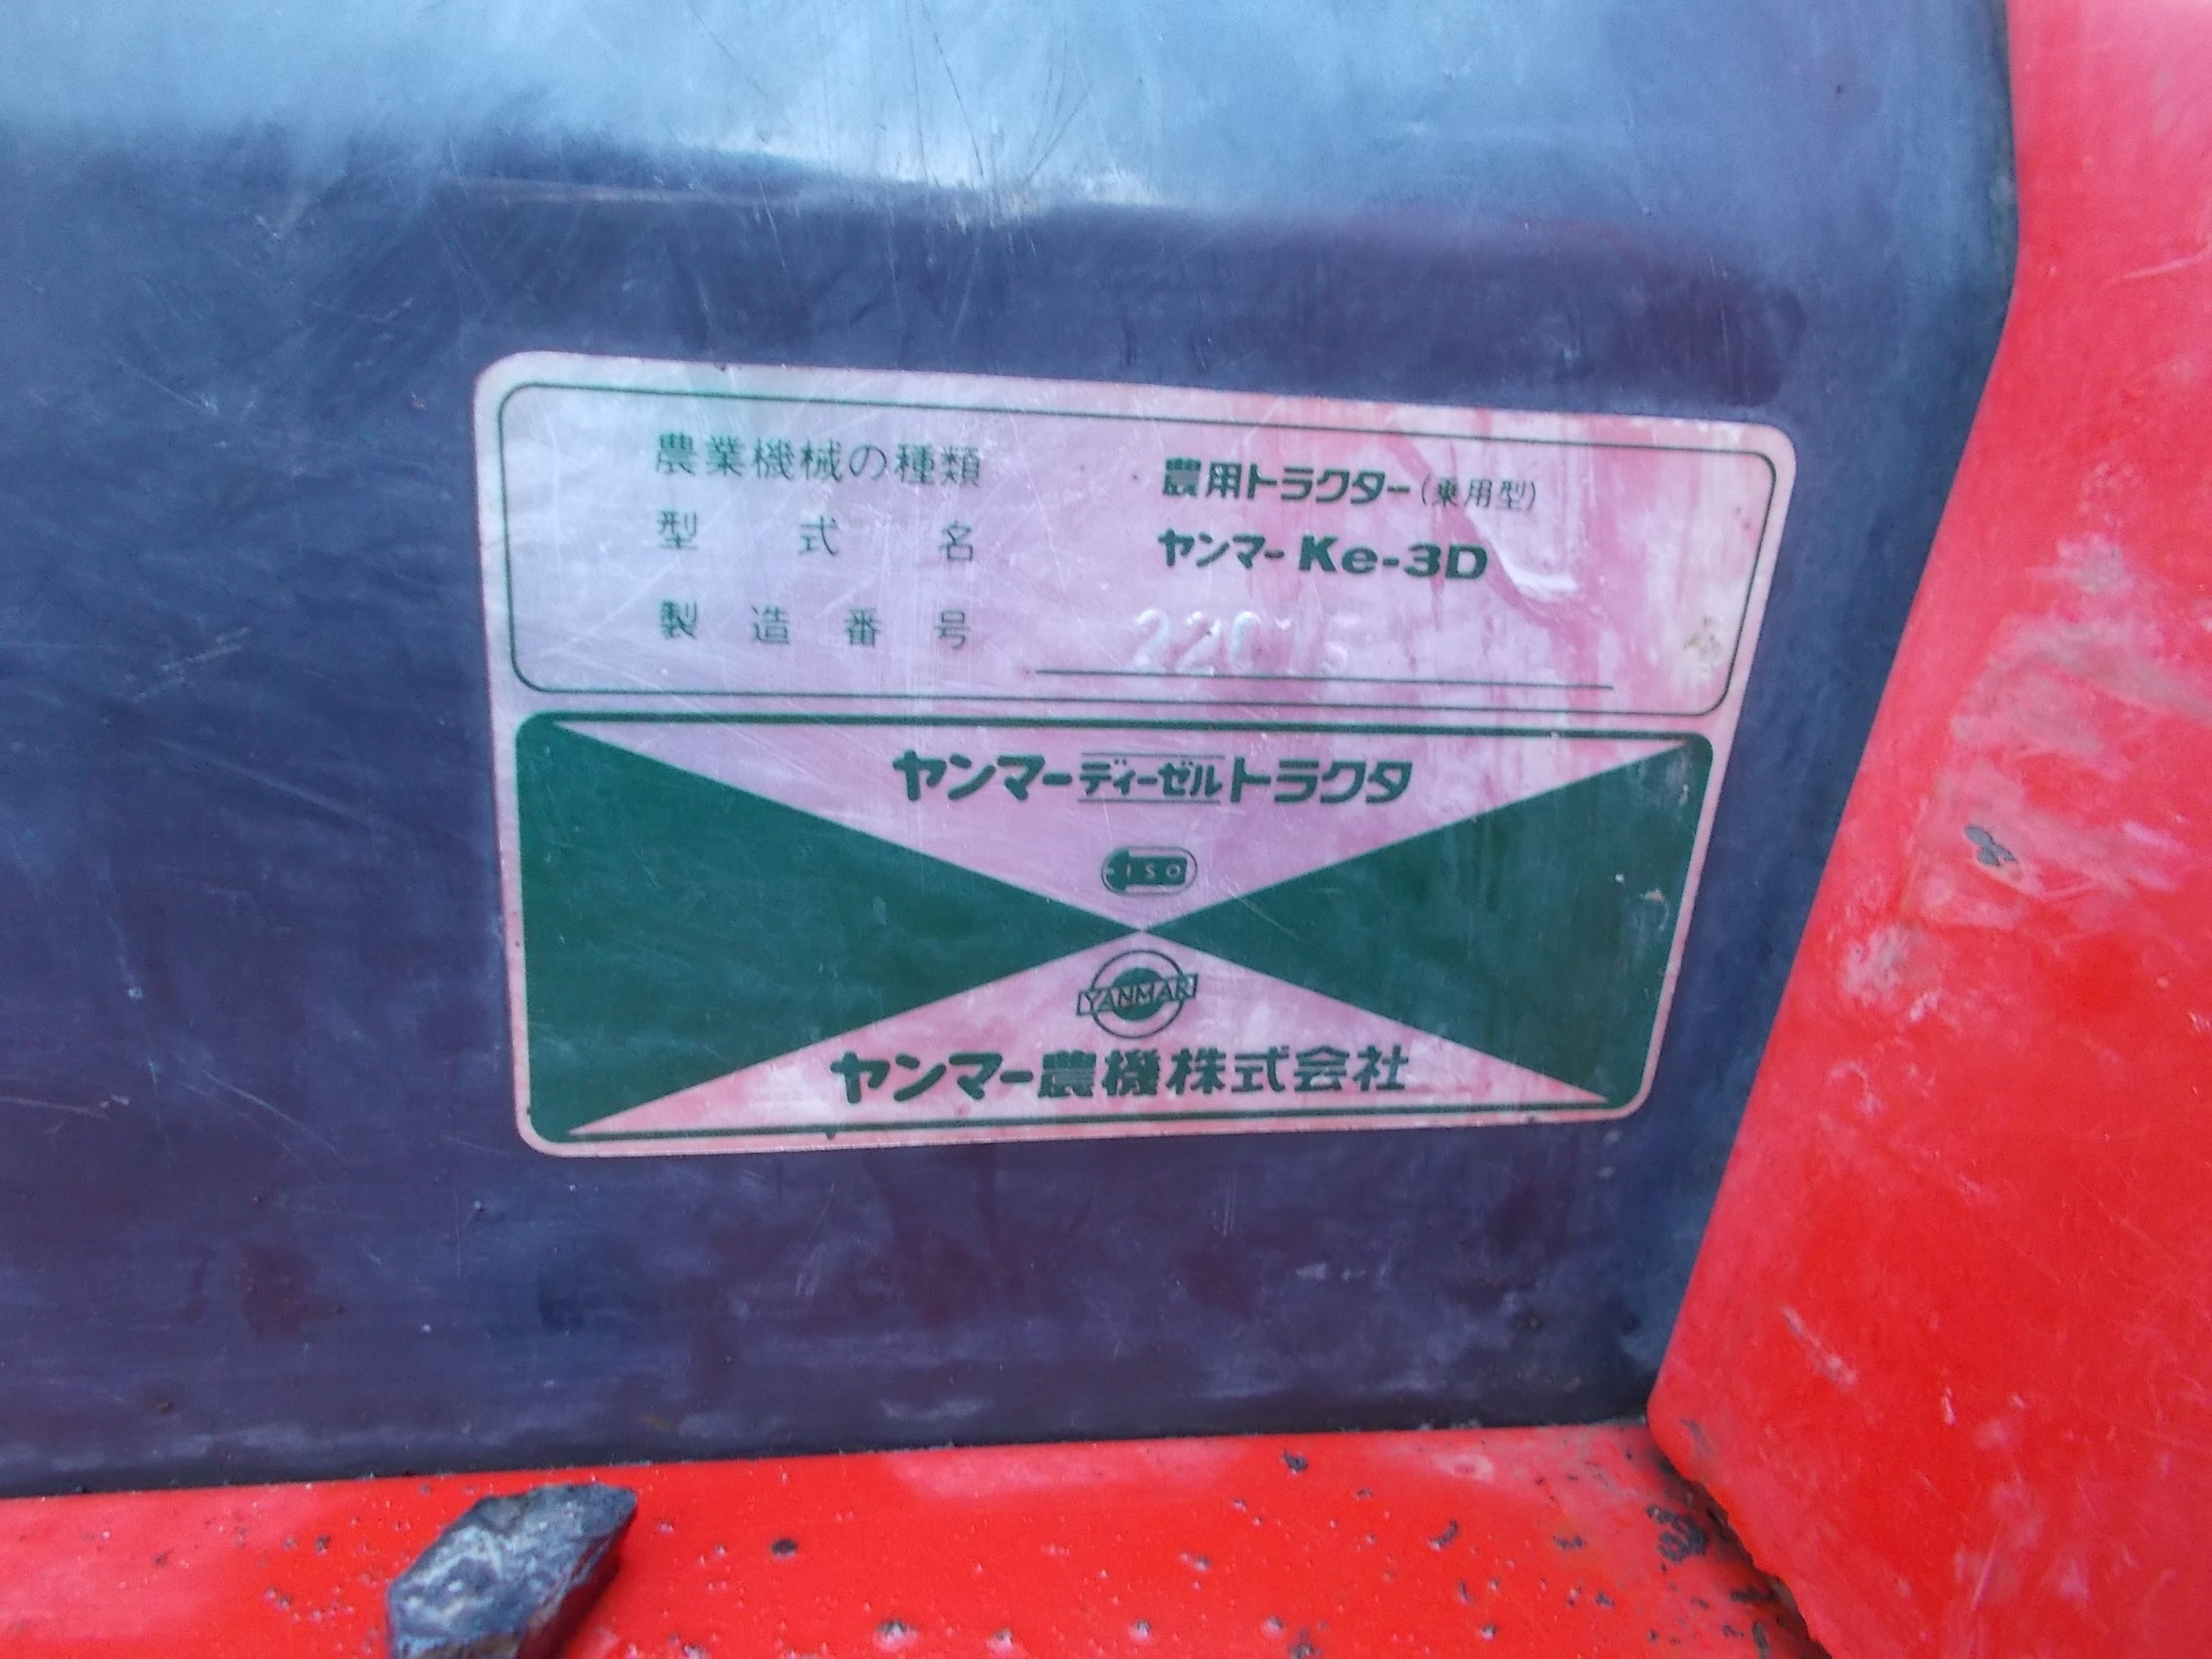 農業機械の種類 農用トラクター(乗用型)
型式名 ヤンマー Ke-3D
製造番号
ヤンマーディーゼルトラクタ
ISO
YANMAR
ヤンマー農機株式会社